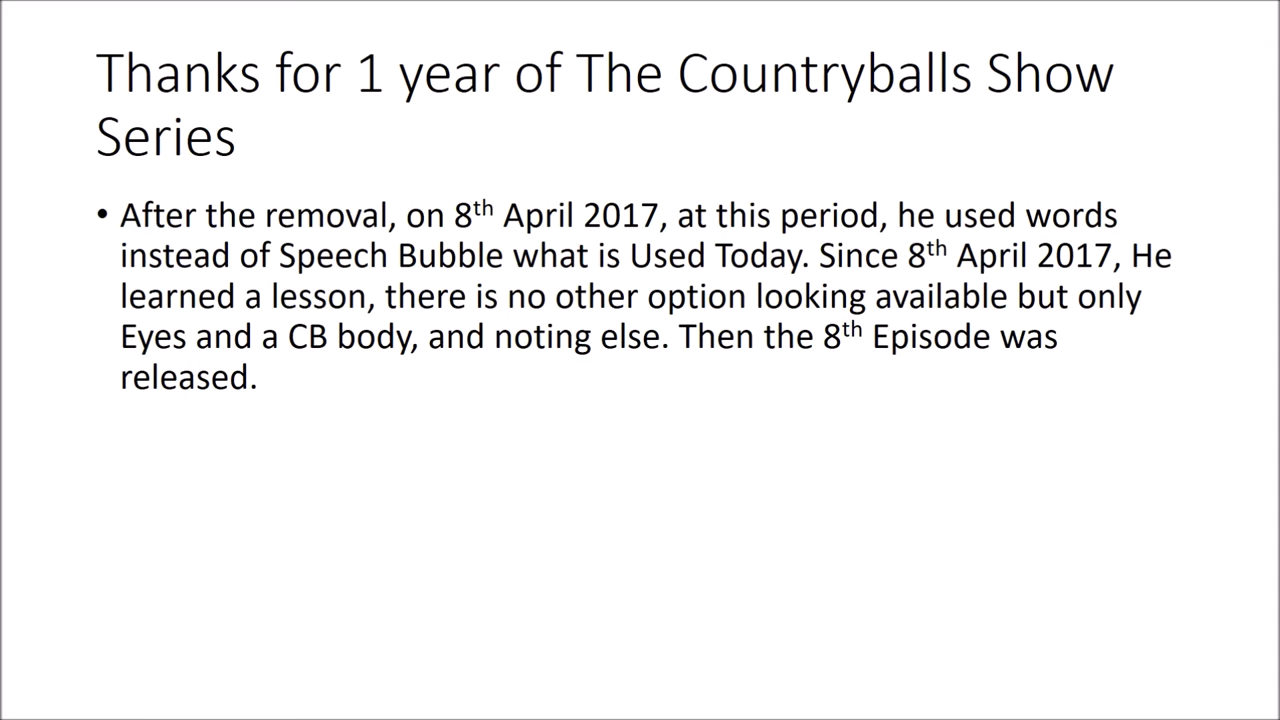 Thanks for 1 year of The Countryballs Show
Series
• After the removal, on 8th April 2017, at this period, he used words
instead of Speech Bubble what is Used Today. Since 8th April 2017, He
learned a lesson, there is no other option looking available but only
Eyes and a CB body, and noting else. Then the 8th Episode was
released.